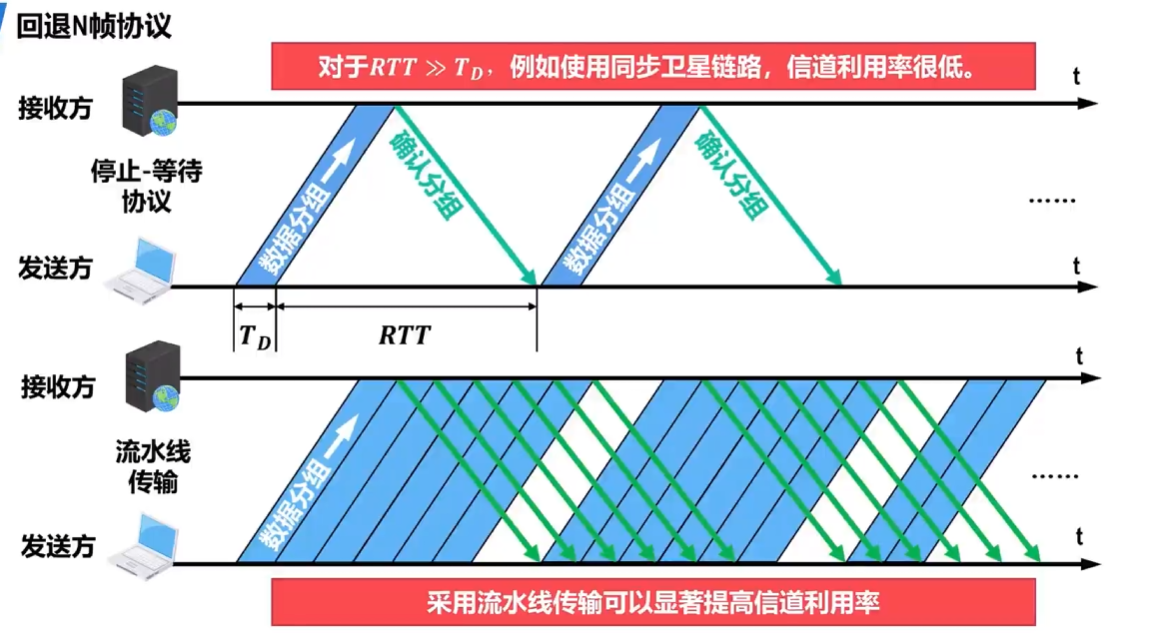 回退N帧协议
对于RTT ≫ T_D，例如使用同步卫星链路，信道利用率很低。
t
接收方
停止-等待
协议
数据分组
确认分组
数据分组
确认分组
……
发送方
t
T_D
RTT
t
接收方
流水线
传输
数据分组
……
发送方
t
采用流水线传输可以显著提高信道利用率